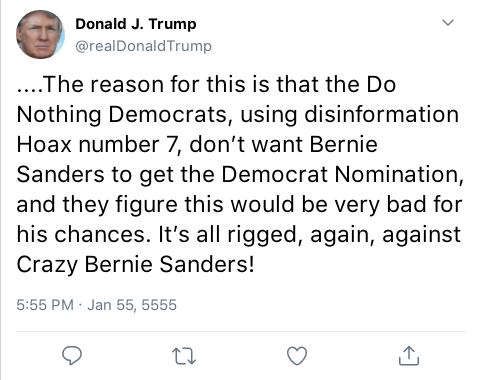 Donald J. Trump
@realDonaldTrump
....The reason for this is that the Do
Nothing Democrats, using disinformation
Hoax number 7, don’t want Bernie
Sanders to get the Democrat Nomination,
and they figure this would be very bad for
his chances. It’s all rigged, again, against
Crazy Bernie Sanders!
5:55 PM · Jan 55, 5555